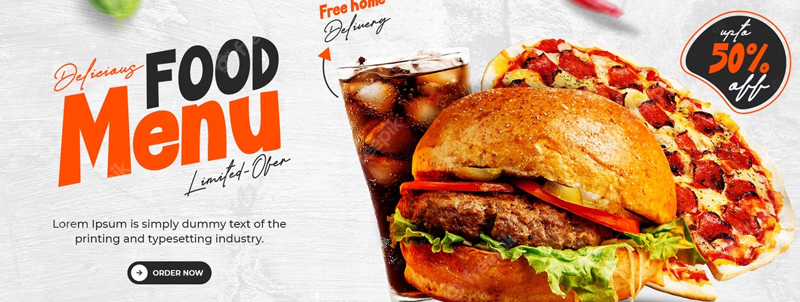 Free home
Delivery
Delicious
FOOD
Menu
Limited-Offer
Lorem Ipsum is simply dummy text of the
printing and typesetting industry.
ORDER NOW
upto
50%
off